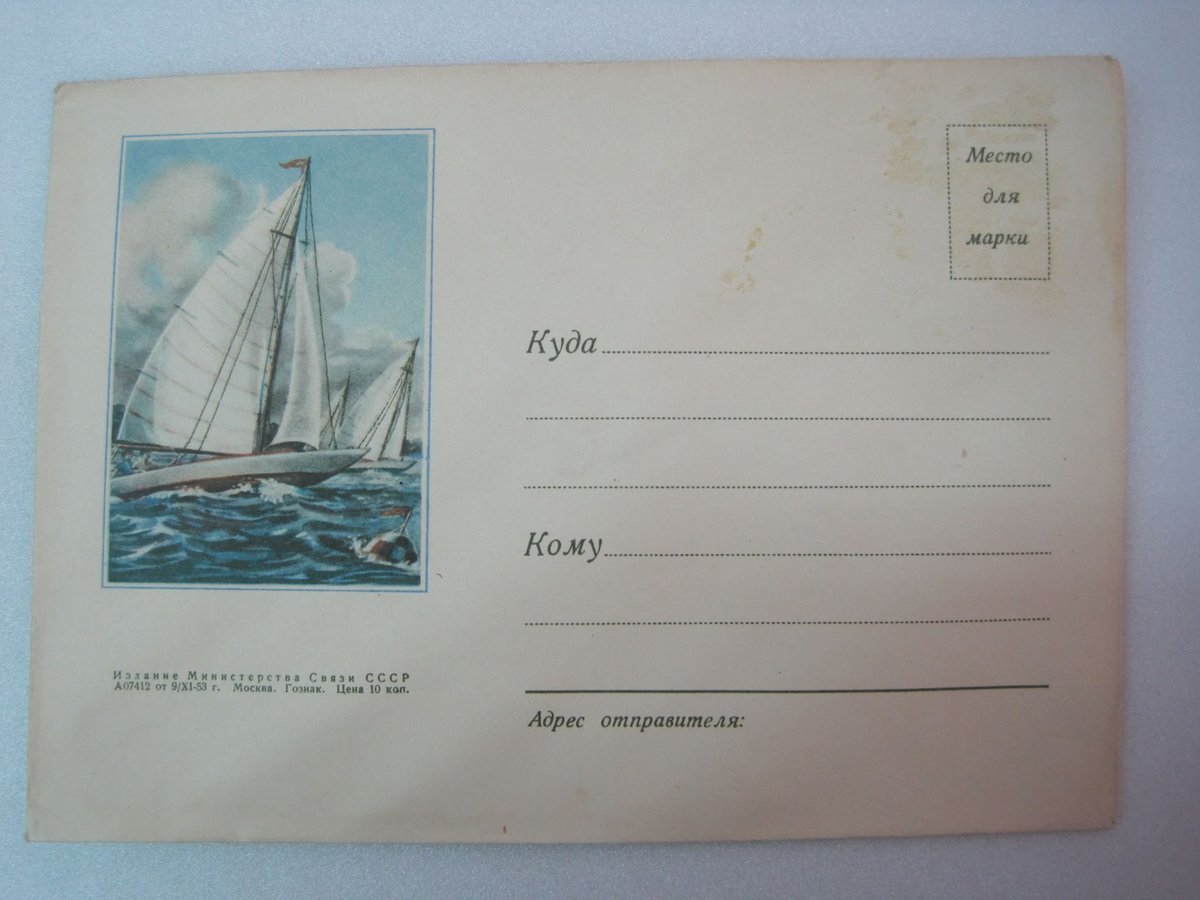 Место
для
марки
Куда
Кому
Издание Министерства Связи СССР
А07412 от 9/XI-53 г. Москва. Гознак. Цена 10 коп.
Адрес отправителя: